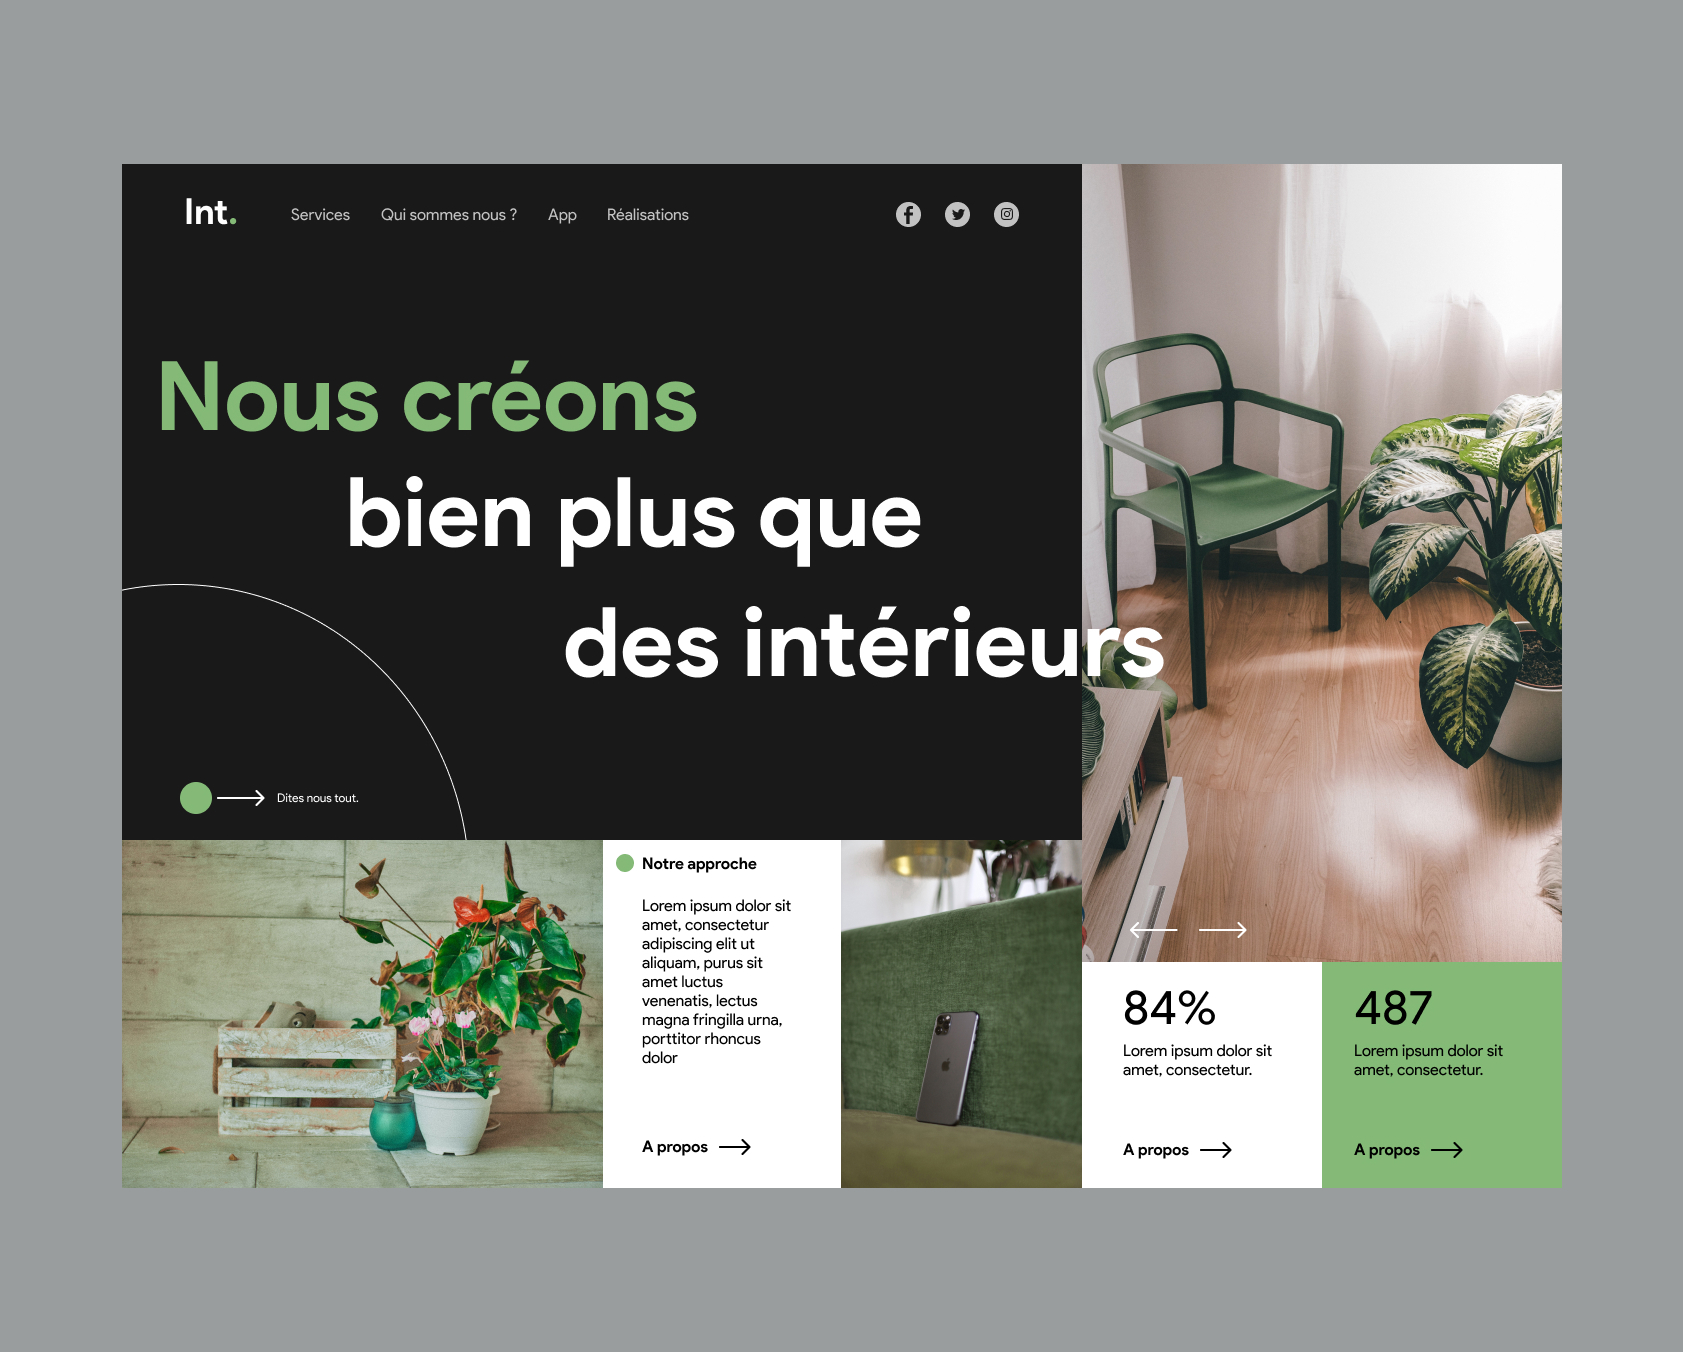 Int.
Services
Qui sommes nous ?
App
Réalisations
Nous créons
bien plus que
des intérieurs
Dites nous tout.
Notre approche
Lorem ipsum dolor sit
amet, consectetur
adipiscing elit ut
aliquam, purus sit
amet luctus
venenatis, lectus
magna fringilla urna,
porttitor rhoncus
dolor
A propos
84%
Lorem ipsum dolor sit
amet, consectetur.
A propos
487
Lorem ipsum dolor sit
amet, consectetur.
A propos